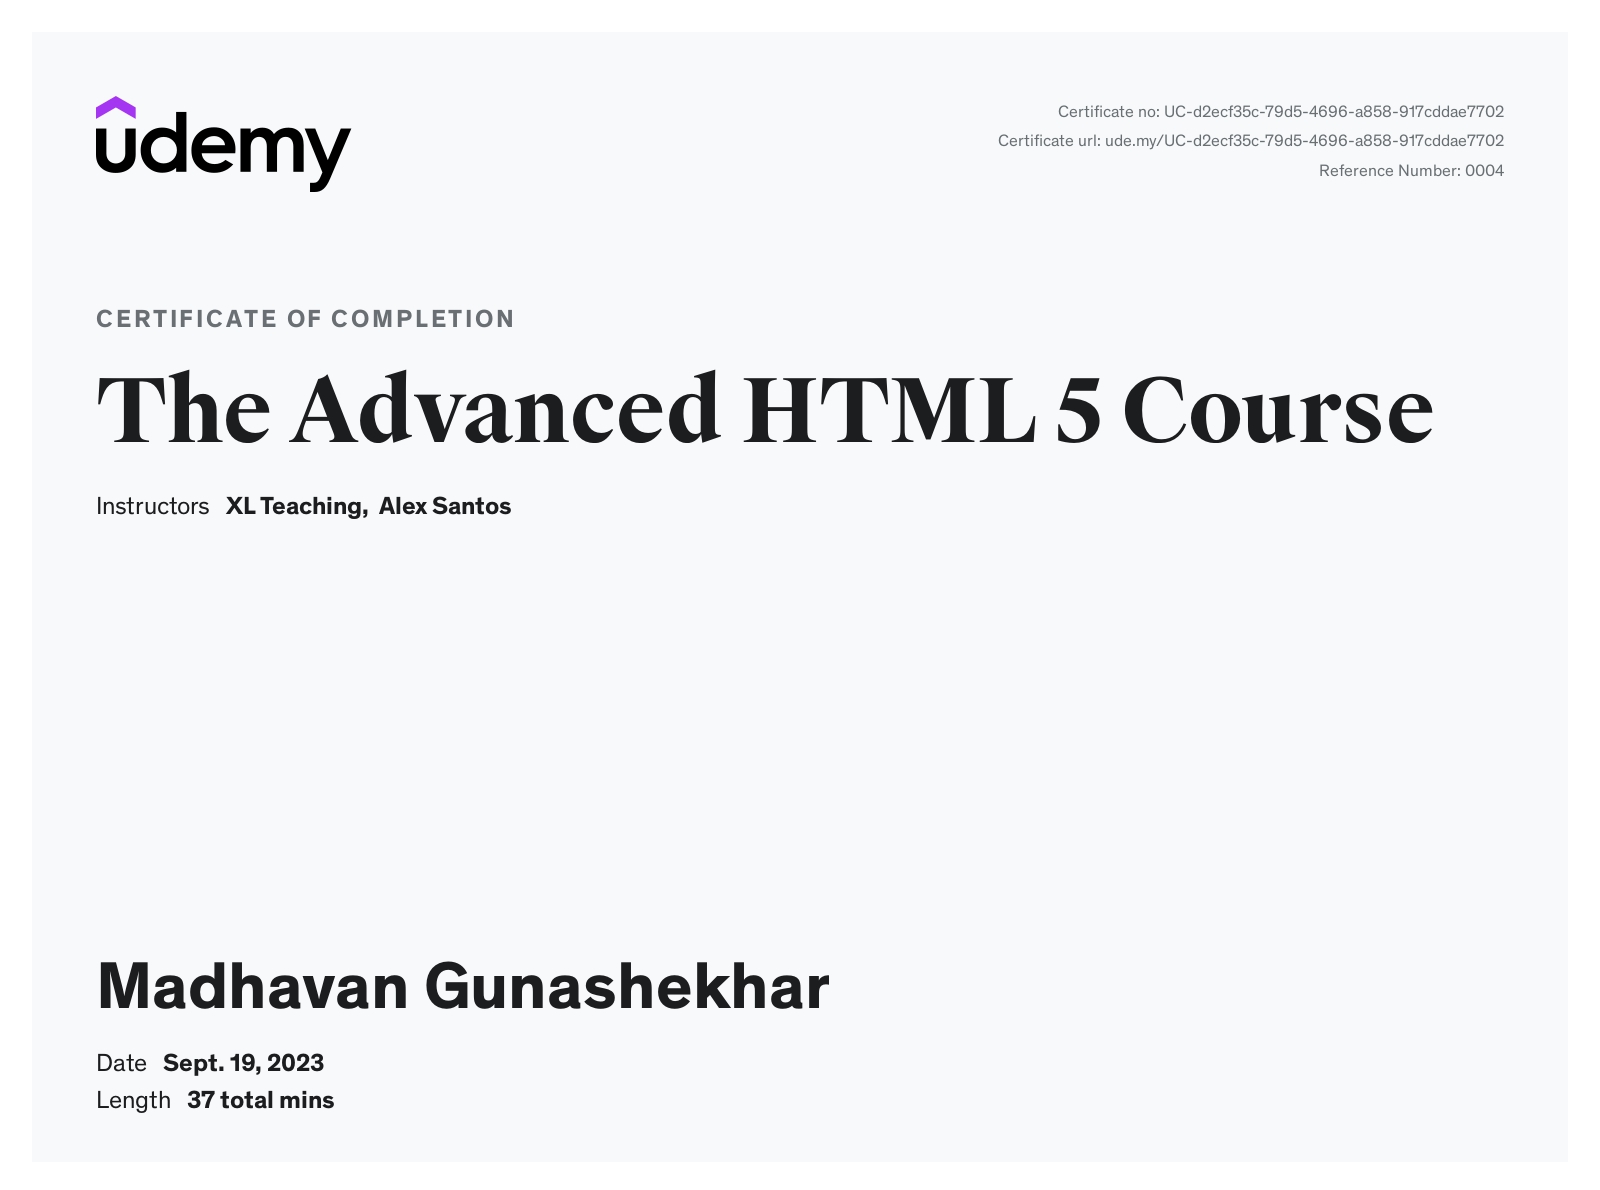 udemy
Certificate no: UC-d2ecf35c-79d5-4696-a858-917cddae7702
Certificate url: ude.my/UC-d2ecf35c-79d5-4696-a858-917cddae7702
Reference Number: 0004
CERTIFICATE OF COMPLETION
The Advanced HTML 5 Course
Instructors XL Teaching, Alex Santos
Madhavan Gunashekhar
Date Sept. 19, 2023
Length 37 total mins